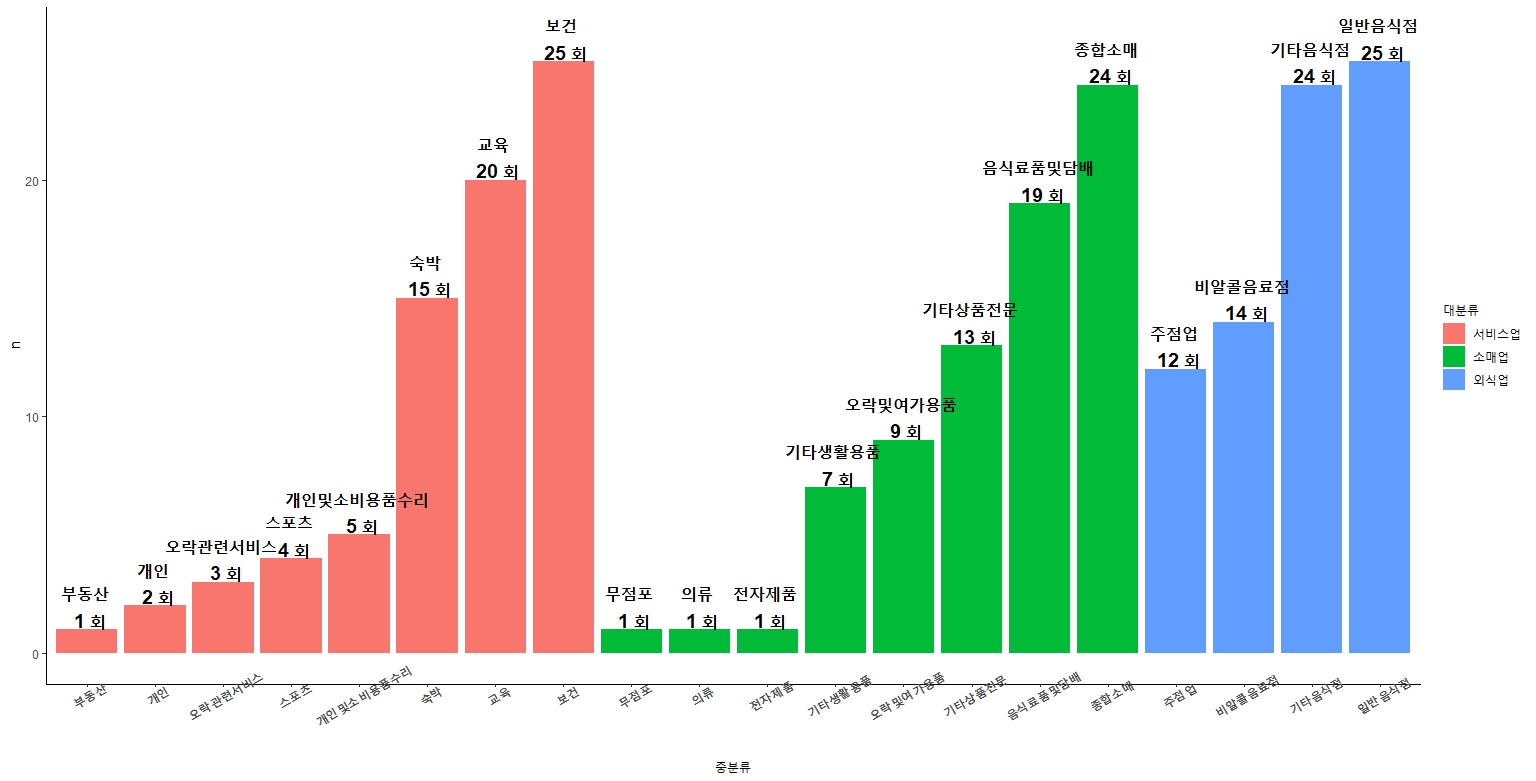 보건
25 회
일반음식점
25 회
종합소매
24 회
기타음식점
24 회
교육
20 회
음식료품및담배
19 회
숙박
15 회
비알콜음료점
14 회
기타상품전문
13 회
주점업
12 회
오락및여가용품
9 회
기타생활용품
7 회
개인및소비용품수리
5 회
스포츠
4 회
오락관련서비스
3 회
개인
2 회
부동산
1 회
무점포
1 회
의류
1 회
전자제품
1 회
20
10
0
n
부동산
개인
오락관련서비스
스포츠
개인및소비용품수리
숙박
교육
보건
무점포
의류
전자제품
기타생활용품
오락및여가용품
기타상품전문
음식료품및담배
종합소매
주점업
비알콜음료점
기타음식점
일반음식점
중분류
대분류
서비스업
소매업
외식업